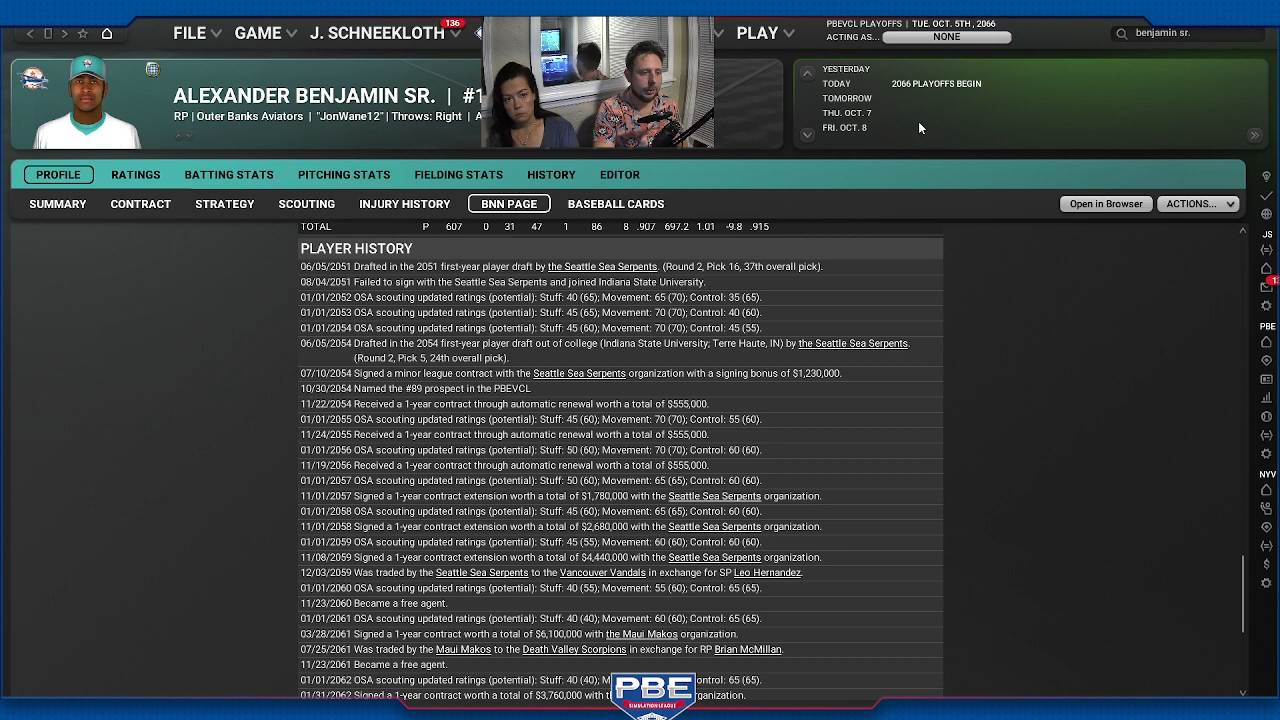 FILE GAME J. SCHNEEKLOTH 136 PLAY
PBEVCL PLAYOFFS | TUE. OCT. 5TH, 2066
ACTING AS... NONE
benjamin sr.
ALEXANDER BENJAMIN SR. | #1
RP | Outer Banks Aviators | "JonWane12" | Throws: Right | A
YESTERDAY
TODAY 2066 PLAYOFFS BEGIN
TOMORROW
THU. OCT. 7
FRI. OCT. 8
PROFILE RATINGS BATTING STATS PITCHING STATS FIELDING STATS HISTORY EDITOR
SUMMARY CONTRACT STRATEGY SCOUTING INJURY HISTORY BNN PAGE BASEBALL CARDS Open in Browser ACTIONS...
TOTAL P 607 0 31 47 1 86 8 .907 697.2 1.01 -9.8 .915
PLAYER HISTORY
06/05/2051 Drafted in the 2051 first-year player draft by the Seattle Sea Serpents. (Round 2, Pick 16, 37th overall pick).
08/04/2051 Failed to sign with the Seattle Sea Serpents and joined Indiana State University.
01/01/2052 OSA scouting updated ratings (potential): Stuff: 40 (65); Movement: 65 (70); Control: 35 (65).
01/01/2053 OSA scouting updated ratings (potential): Stuff: 45 (65); Movement: 70 (70); Control: 40 (60).
01/01/2054 OSA scouting updated ratings (potential): Stuff: 45 (60); Movement: 70 (70); Control: 45 (55).
06/05/2054 Drafted in the 2054 first-year player draft out of college (Indiana State University; Terre Haute, IN) by the Seattle Sea Serpents.
(Round 2, Pick 5, 24th overall pick).
07/10/2054 Signed a minor league contract with the Seattle Sea Serpents organization with a signing bonus of $1,230,000.
10/30/2054 Named the #89 prospect in the PBEVCL
11/22/2054 Received a 1-year contract through automatic renewal worth a total of $555,000.
01/01/2055 OSA scouting updated ratings (potential): Stuff: 45 (60); Movement: 70 (70); Control: 55 (60).
11/24/2055 Received a 1-year contract through automatic renewal worth a total of $555,000.
01/01/2056 OSA scouting updated ratings (potential): Stuff: 50 (60); Movement: 70 (70); Control: 60 (60).
11/19/2056 Received a 1-year contract through automatic renewal worth a total of $555,000.
01/01/2057 OSA scouting updated ratings (potential): Stuff: 50 (60); Movement: 65 (65); Control: 60 (60).
11/01/2057 Signed a 1-year contract extension worth a total of $1,780,000 with the Seattle Sea Serpents organization.
01/01/2058 OSA scouting updated ratings (potential): Stuff: 45 (60); Movement: 65 (65); Control: 60 (60).
11/01/2058 Signed a 1-year contract extension worth a total of $2,680,000 with the Seattle Sea Serpents organization.
01/01/2059 OSA scouting updated ratings (potential): Stuff: 45 (55); Movement: 60 (60); Control: 60 (60).
11/08/2059 Signed a 1-year contract extension worth a total of $4,440,000 with the Seattle Sea Serpents organization.
12/03/2059 Was traded by the Seattle Sea Serpents to the Vancouver Vandals in exchange for SP Leo Hernandez.
01/01/2060 OSA scouting updated ratings (potential): Stuff: 40 (55); Movement: 55 (60); Control: 65 (65).
11/23/2060 Became a free agent.
01/01/2061 OSA scouting updated ratings (potential): Stuff: 40 (40); Movement: 60 (60); Control: 65 (65).
03/28/2061 Signed a 1-year contract worth a total of $6,100,000 with the Maui Makos organization.
07/25/2061 Was traded by the Maui Makos to the Death Valley Scorpions in exchange for RP Brian McMillan.
11/23/2061 Became a free agent.
01/01/2062 OSA scouting updated ratings (potential): Stuff: 40 (40); M ontrol: 65 (65).
01/31/2062 Signed a 1-year contract worth a total of $3,760,000 with th ganization.
JS
PBE
NYV
PBE
SIMULATION LEAGUE